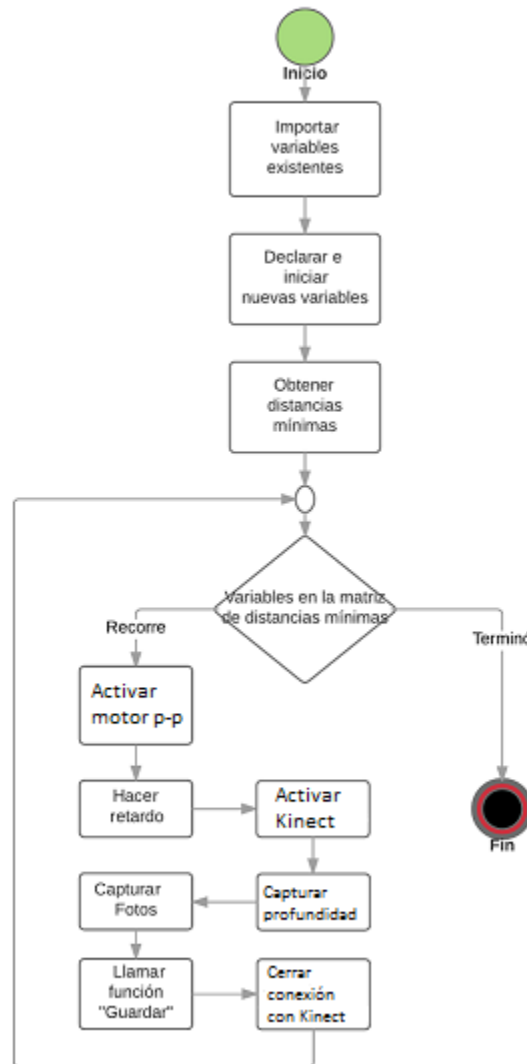 Inicio
Importar
variables
existentes
Declarar e
iniciar
nuevas variables
Obtener
distancias
mínimas
Variables en la matriz
de distancias mínimas
Recorre
Terminó
Activar
motor p-p
Hacer
retardo
Activar
Kinect
Capturar
profundidad
Capturar
Fotos
Llamar
función
"Guardar"
Cerrar
conexión
con Kinect
Fin